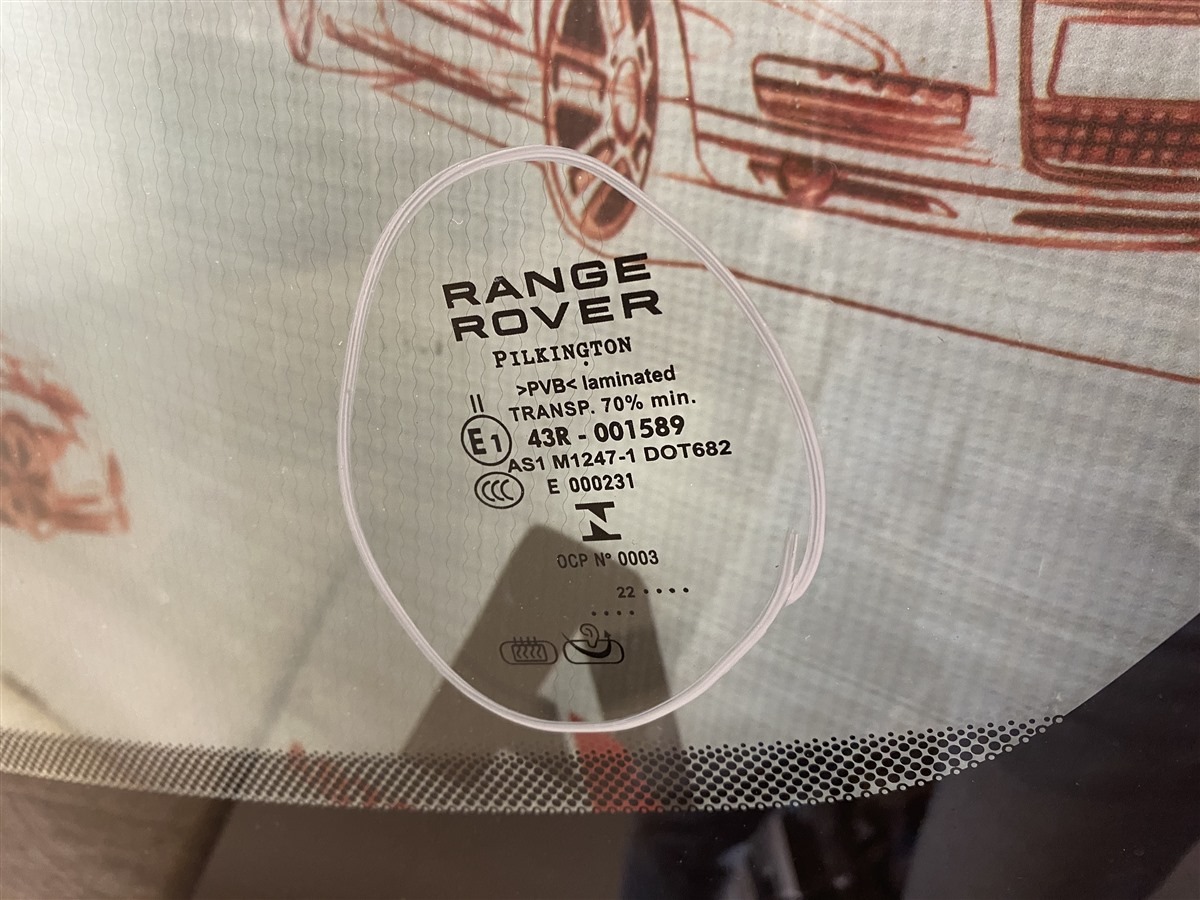 RANGE
ROVER
PILKINGTON
>PVB< laminated
II
TRANSP. 70% min.
E1 43R - 001589
AS1 M1247-1 DOT682
CCC E 000231
OCP Nº 0003
22 ····
····